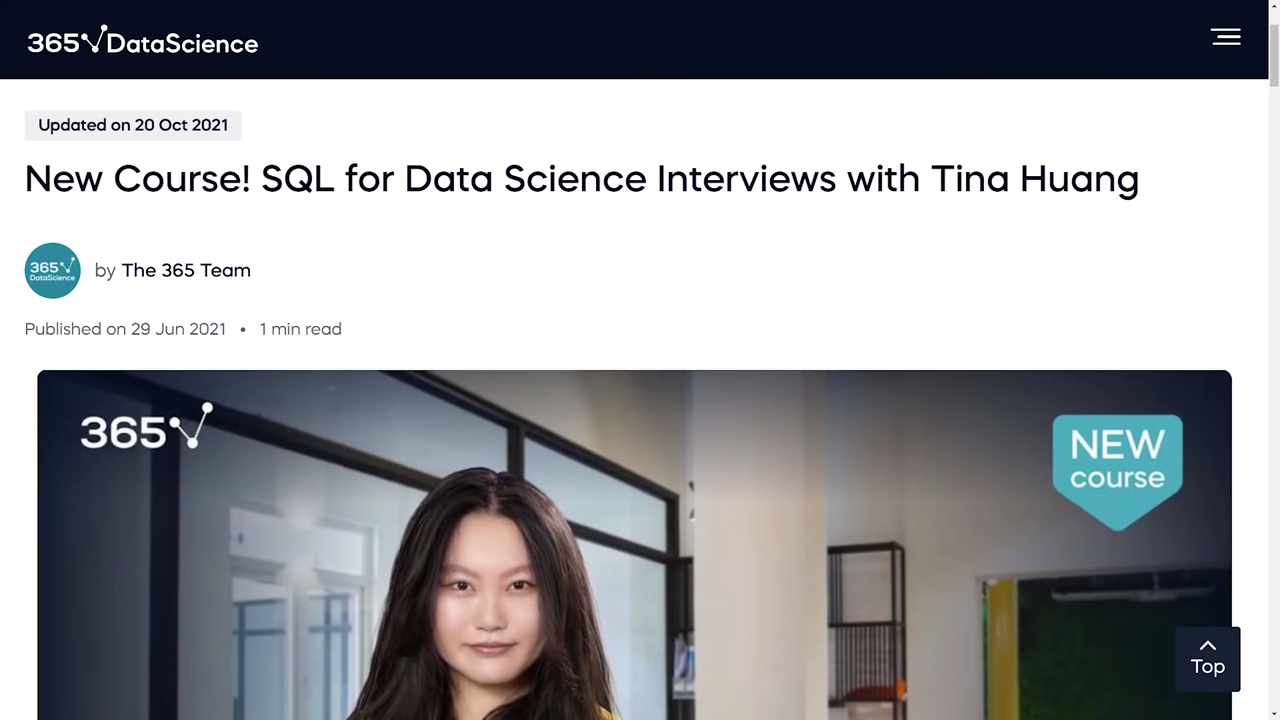 365 DataScience
Updated on 20 Oct 2021
New Course! SQL for Data Science Interviews with Tina Huang
365
DataScience
by The 365 Team
Published on 29 Jun 2021 • 1 min read
365
NEW
course
Top